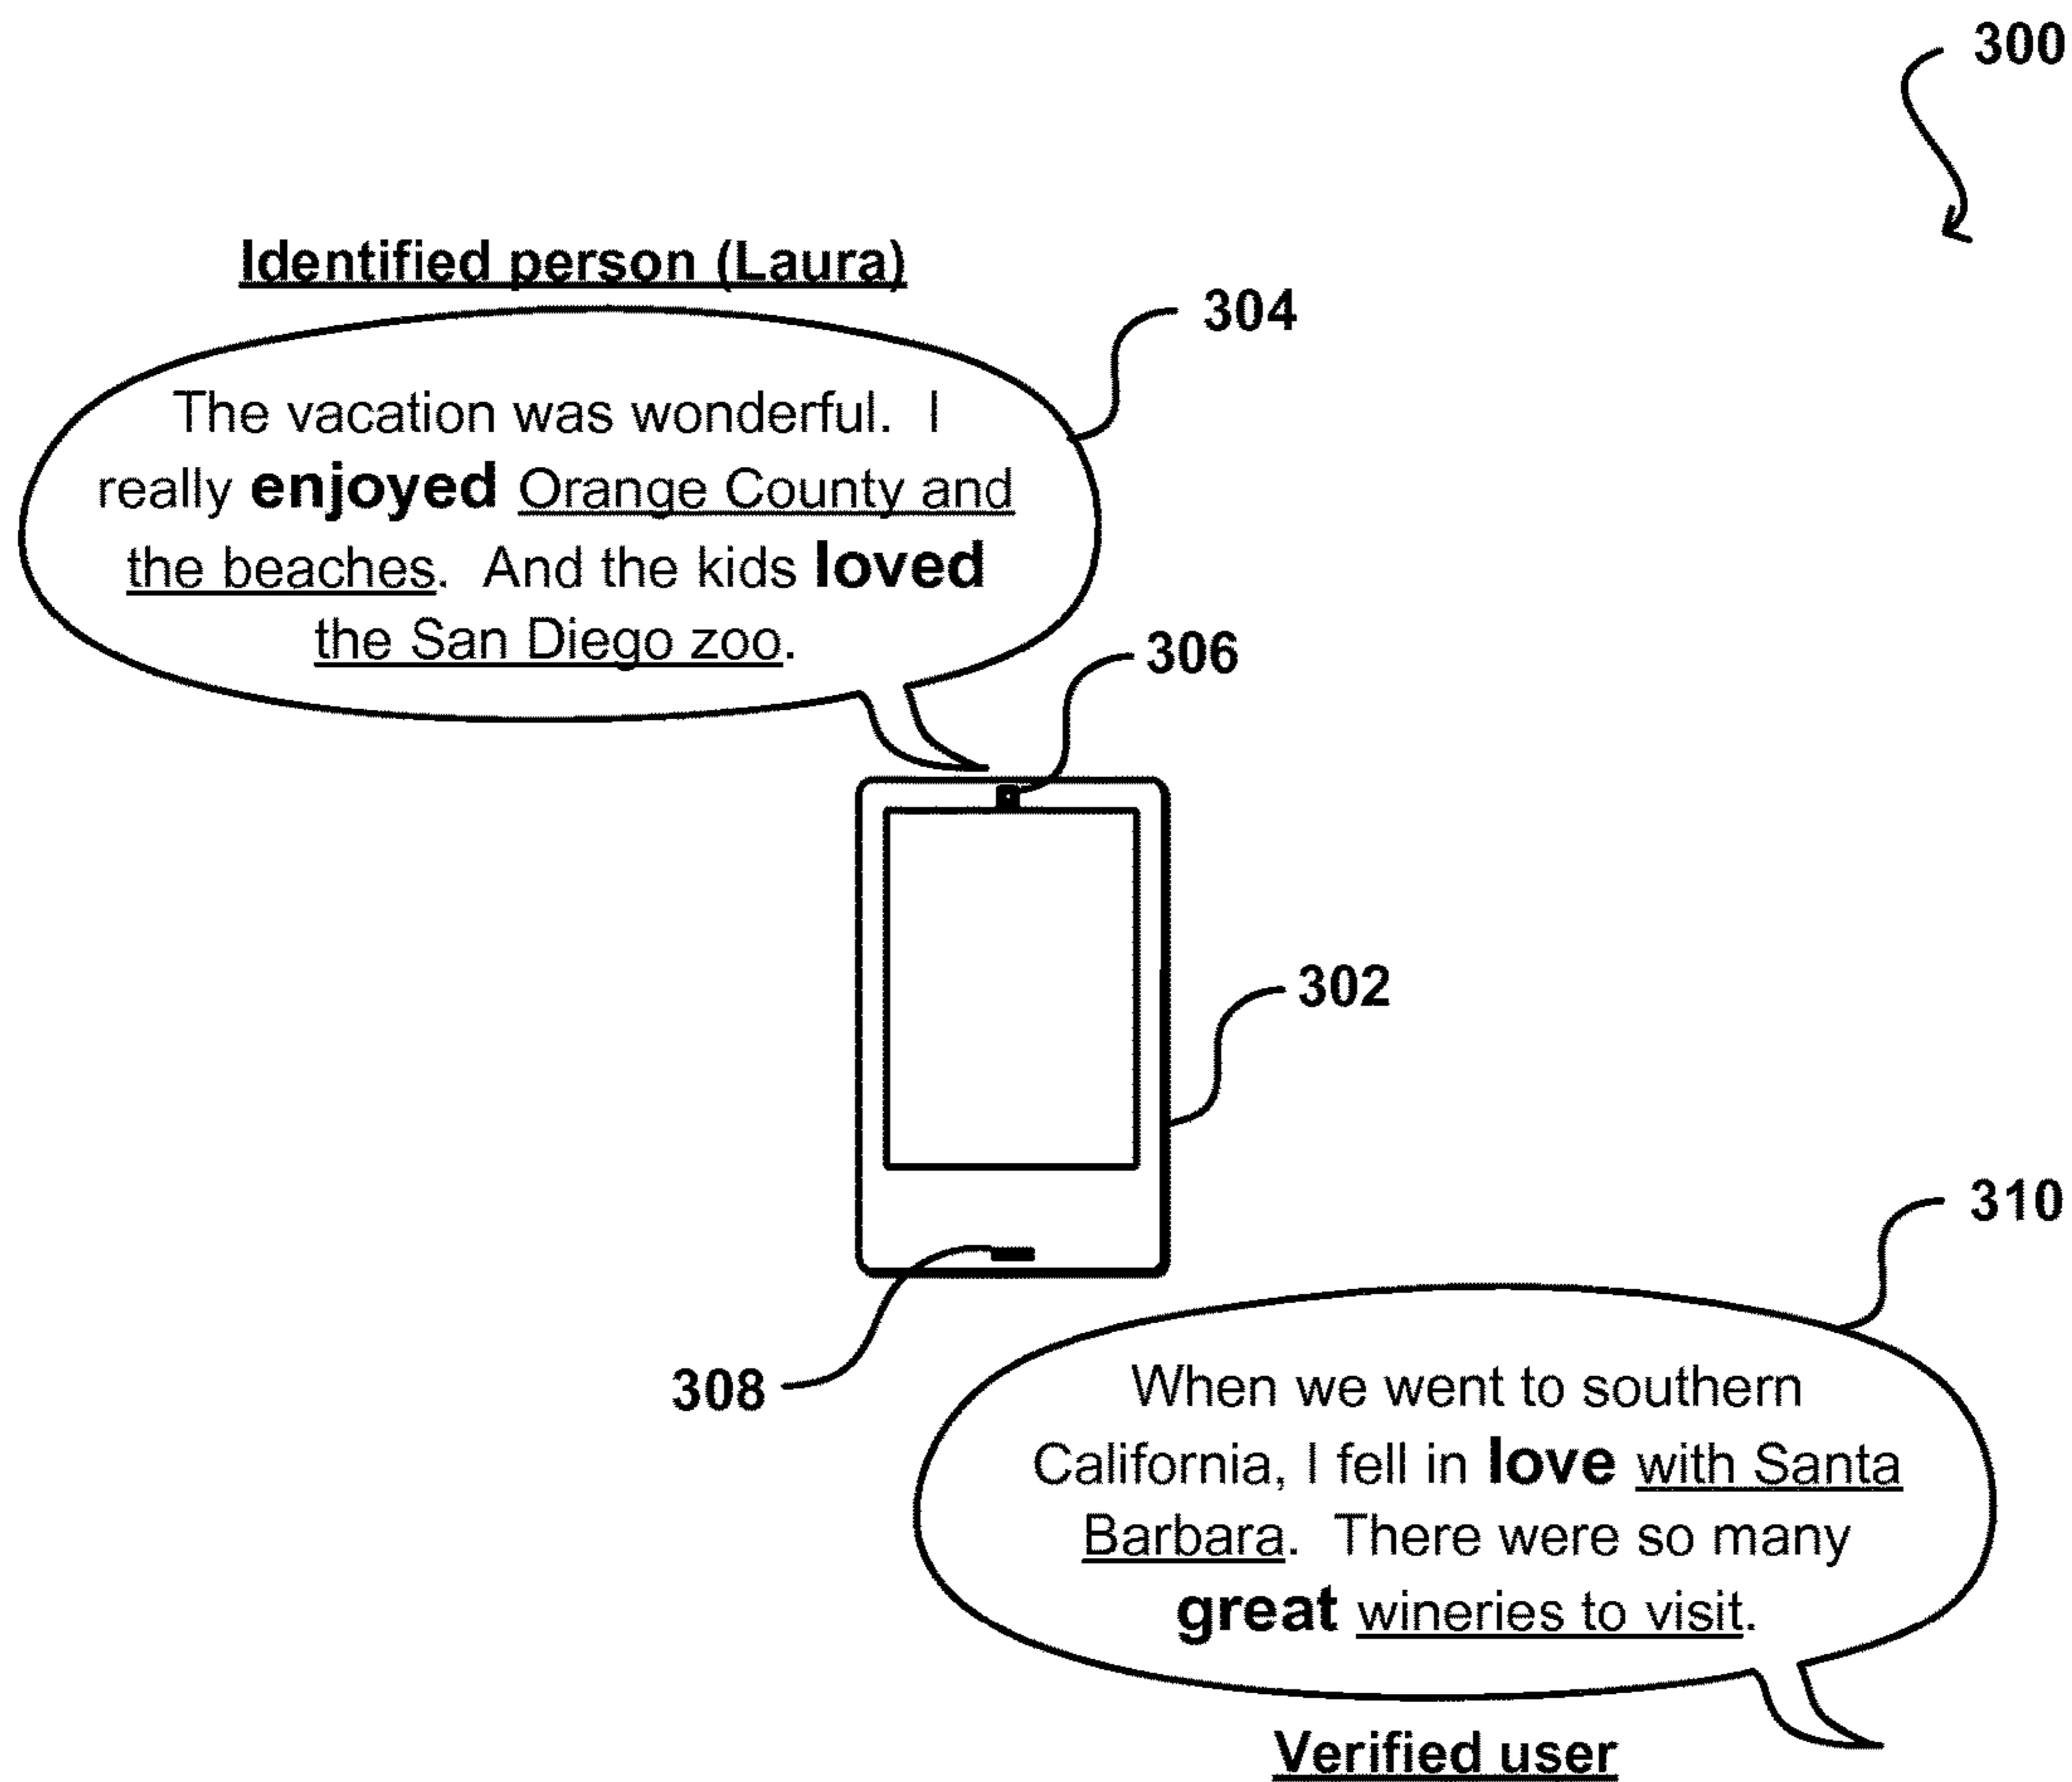 300
Identified person (Laura)
304
The vacation was wonderful. I
really enjoyed Orange County and
the beaches. And the kids loved
the San Diego zoo.
306
302
310
308
When we went to southern
California, I fell in love with Santa
Barbara. There were so many
great wineries to visit.
Verified user